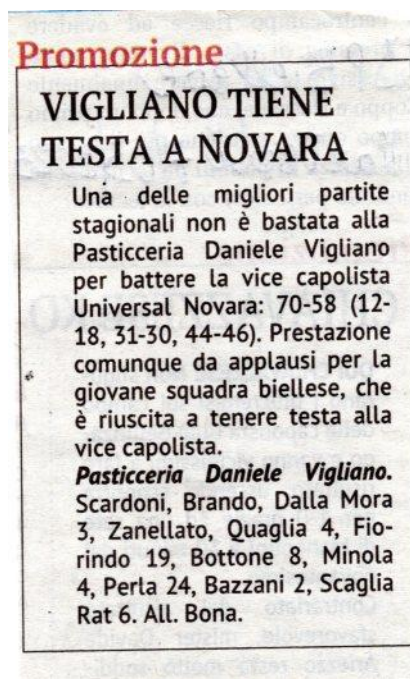 Promozione
VIGLIANO TIENE
TESTA A NOVARA
Una delle migliori partite
stagionali non è bastata alla
Pasticceria Daniele Vigliano
per battere la vice capolista
Universal Novara: 70-58 (12-
18, 31-30, 44-46). Prestazione
comunque da applausi per la
giovane squadra biellese, che
è riuscita a tenere testa alla
vice capolista.
Pasticceria Daniele Vigliano.
Scardoni, Brando, Dalla Mora
3, Zanellato, Quaglia 4, Fio-
rindo 19, Bottone 8, Minola
4, Perla 24, Bazzani 2, Scaglia
Rat 6. All. Bona.